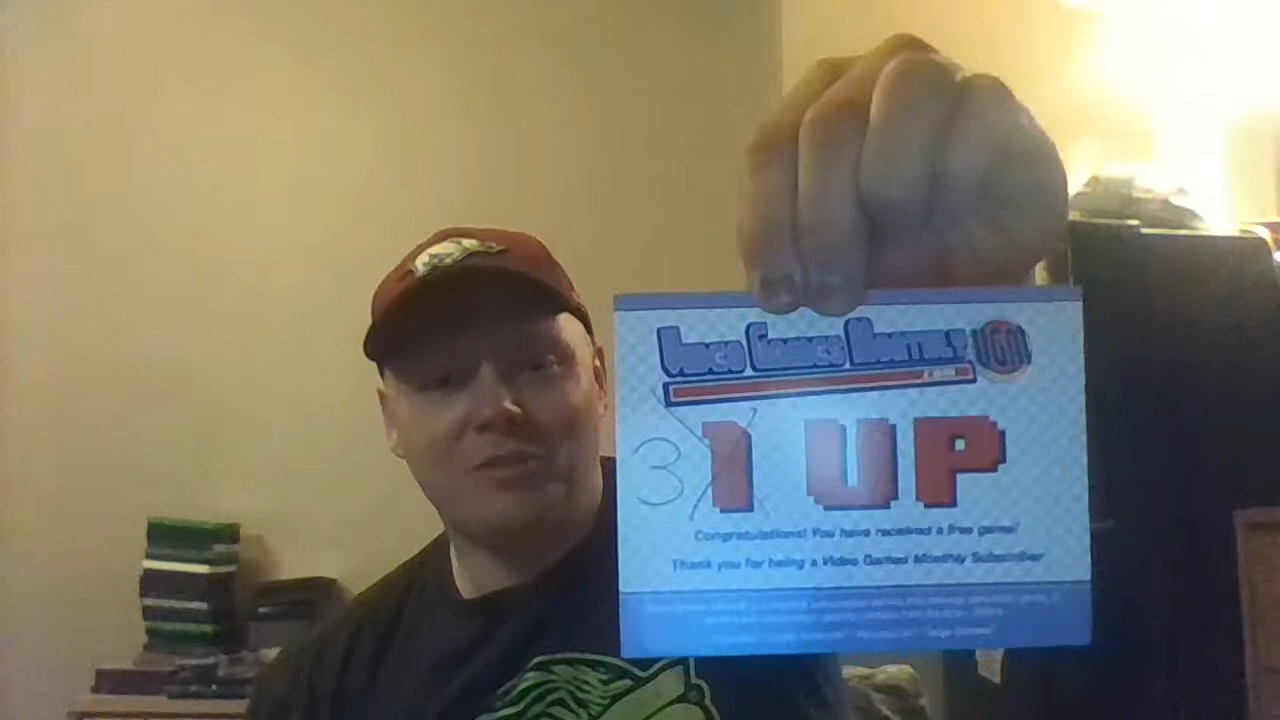 Video Games Monthly VGM
.COM
3 1 UP
Congratulations! You have received a free game!
Thank you for being a Video Games Monthly Subscriber